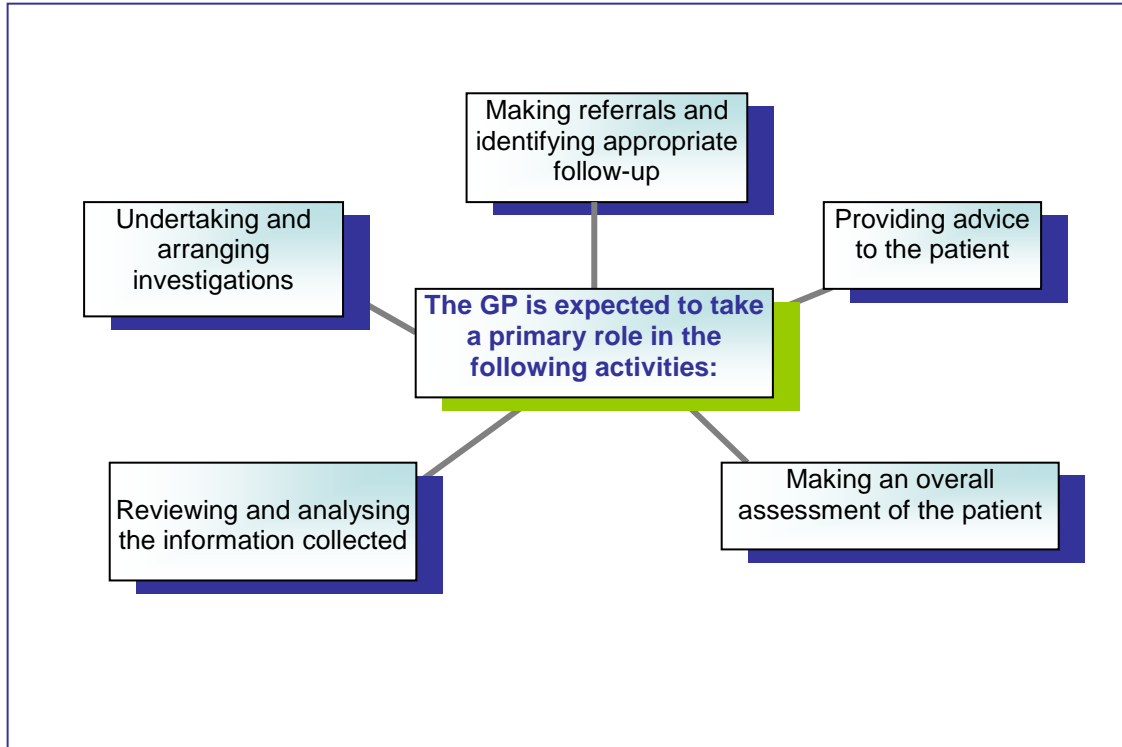 Making referrals and
identifying appropriate
follow-up
Undertaking and
arranging
investigations
Providing advice
to the patient
The GP is expected to take
a primary role in the
following activities:
Reviewing and analysing
the information collected
Making an overall
assessment of the patient